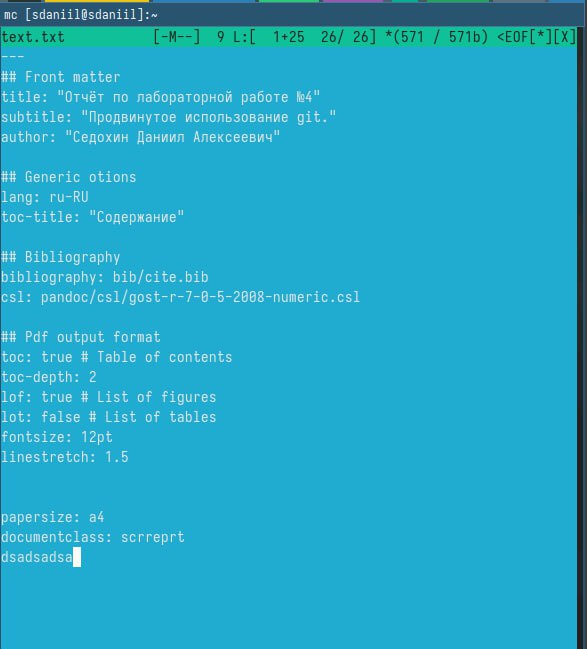 mc [sdaniil@sdaniil]:~
text.txt [-M--] 9 L:[ 1+25 26/ 26] *(571 / 571b) <EOF[*][X]
---
## Front matter
title: "Отчёт по лабораторной работе №4"
subtitle: "Продвинутое использование git."
author: "Седохин Даниил Алексеевич"
## Generic otions
lang: ru-RU
toc-title: "Содержание"
## Bibliography
bibliography: bib/cite.bib
csl: pandoc/csl/gost-r-7-0-5-2008-numeric.csl
## Pdf output format
toc: true # Table of contents
toc-depth: 2
lof: true # List of figures
lot: false # List of tables
fontsize: 12pt
linestretch: 1.5
papersize: a4
documentclass: scrreprt
dsadsadsa